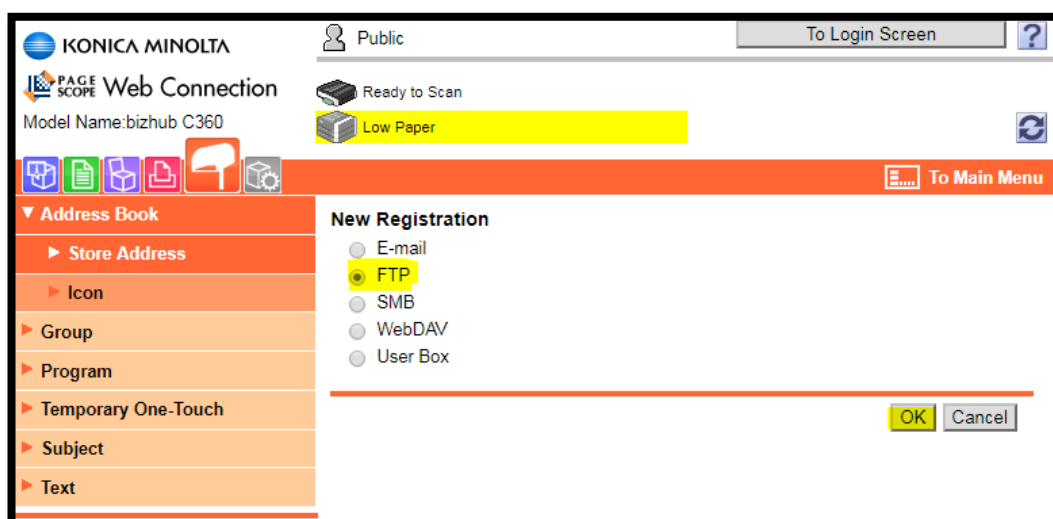 KONICA MINOLTA
Public
To Login Screen
?
PAGE SCOPE Web Connection
Ready to Scan
Model Name:bizhub C360
Low Paper
To Main Menu
Address Book
Store Address
Icon
Group
Program
Temporary One-Touch
Subject
Text
New Registration
E-mail
FTP
SMB
WebDAV
User Box
OK
Cancel